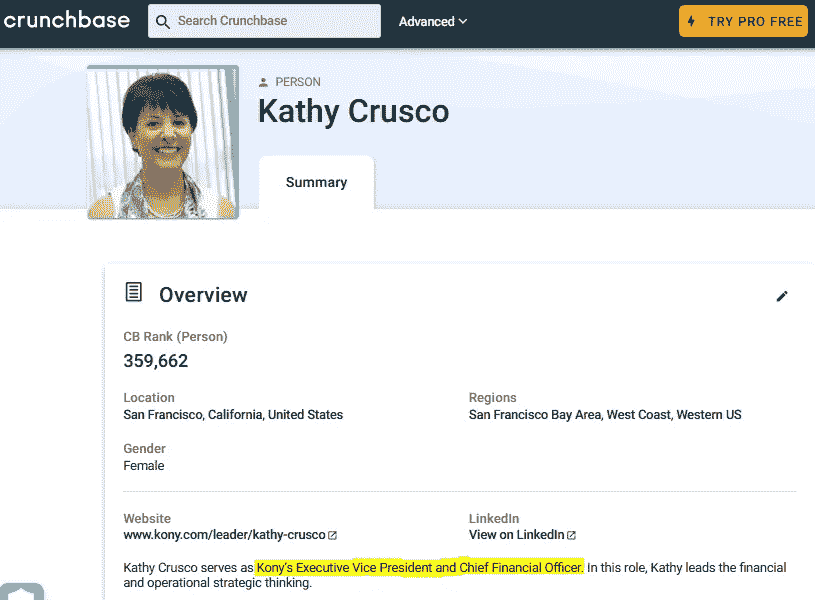 crunchbase
Search Crunchbase
Advanced
TRY PRO FREE
PERSON
Kathy Crusco
Summary
Overview
CB Rank (Person)
359,662
Location
San Francisco, California, United States
Regions
San Francisco Bay Area, West Coast, Western US
Gender
Female
Website
www.kony.com/leader/kathy-crusco
LinkedIn
View on LinkedIn
Kathy Crusco serves as Kony's Executive Vice President and Chief Financial Officer. In this role, Kathy leads the financial
and operational strategic thinking.